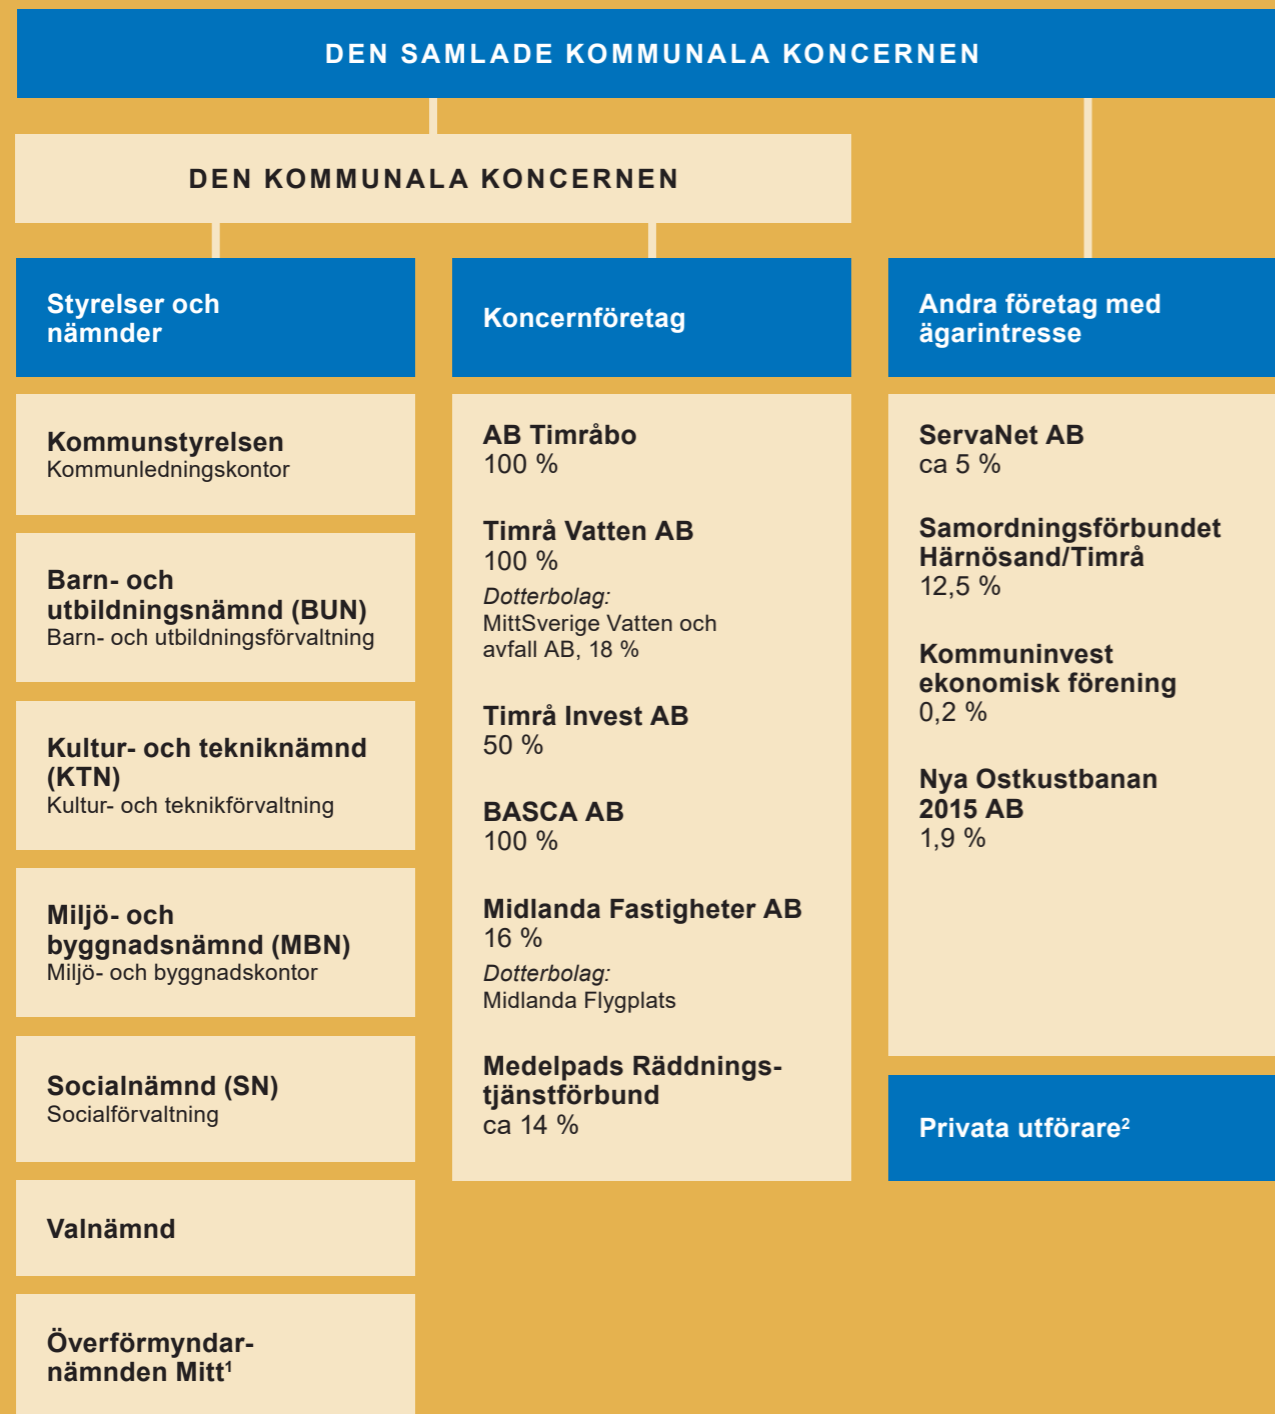 DEN SAMLADE KOMMUNALA KONCERNEN
DEN KOMMUNALA KONCERNEN
Styrelser och
nämnder
Kommunstyrelsen
Kommunledningskontor
Barn- och
utbildningsnämnd (BUN)
Barn- och utbildningsförvaltning
Kultur- och tekniknämnd
(KTN)
Kultur- och teknikförvaltning
Miljö- och
byggnadsnämnd (MBN)
Miljö- och byggnadskontor
Socialnämnd (SN)
Socialförvaltning
Valnämnd
Överförmyndar-
nämnden Mitt¹
Koncernföretag
AB Timråbo
100 %
Timrå Vatten AB
100 %
Dotterbolag:
MittSverige Vatten och
avfall AB, 18 %
Timrå Invest AB
50 %
BASCA AB
100 %
Midlanda Fastigheter AB
16 %
Dotterbolag:
Midlanda Flygplats
Medelpads Räddnings-
tjänstförbund
ca 14 %
Andra företag med
ägarintresse
ServaNet AB
ca 5 %
Samordningsförbundet
Härnösand/Timrå
12,5 %
Kommuninvest
ekonomisk förening
0,2 %
Nya Ostkustbanan
2015 AB
1,9 %
Privata utförare²